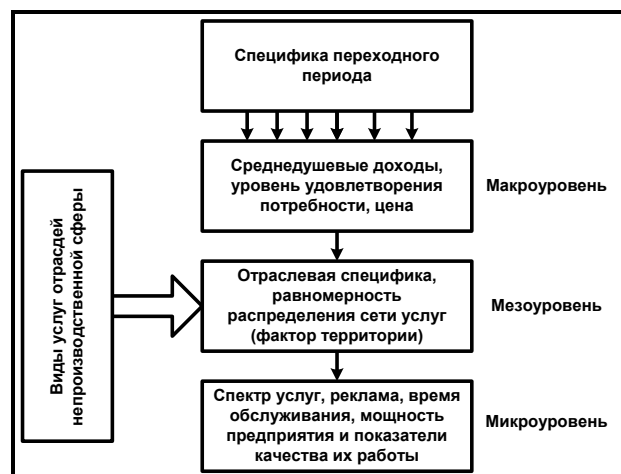 Специфика переходного
периода
Среднедушевые доходы,
уровень удовлетворения
потребности, цена
Макроуровень
Виды услуг отрасдей
непроизводственной сферы
Отраслевая специфика,
равномерность
распределения сети услуг
(фактор территории)
Мезоуровень
Спектр услуг, реклама, время
обслуживания, мощность
предприятия и показатели
качества их работы
Микроуровень